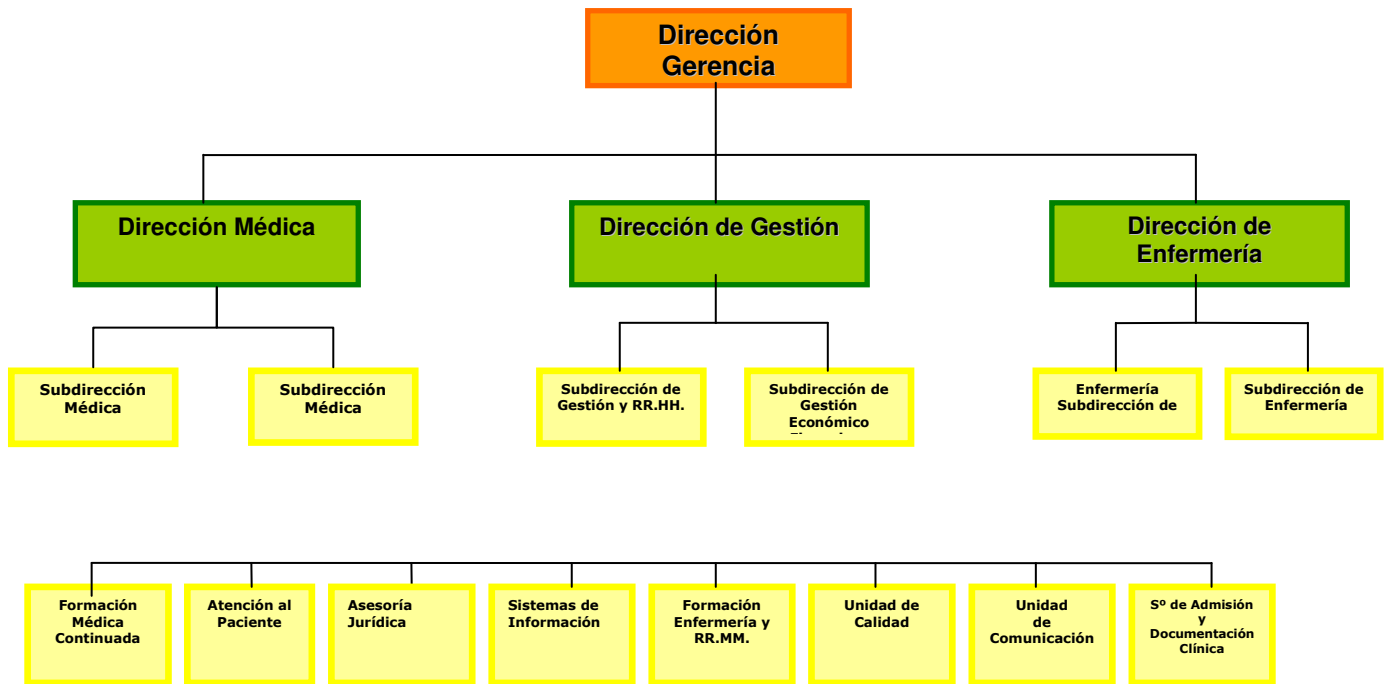 Dirección
Gerencia
Dirección Médica
Dirección de Gestión
Dirección de
Enfermería
Subdirección
Médica
Subdirección
Médica
Subdirección de
Gestión y RR.HH.
Subdirección de
Gestión
Económico
Enfermería
Subdirección de
Subdirección de
Enfermería
Formación
Médica
Continuada
Atención al
Paciente
Asesoría
Jurídica
Sistemas de
Información
Formación
Enfermería y
RR.MM.
Unidad de
Calidad
Unidad
de
Comunicación
Sº de Admisión
y
Documentación
Clínica